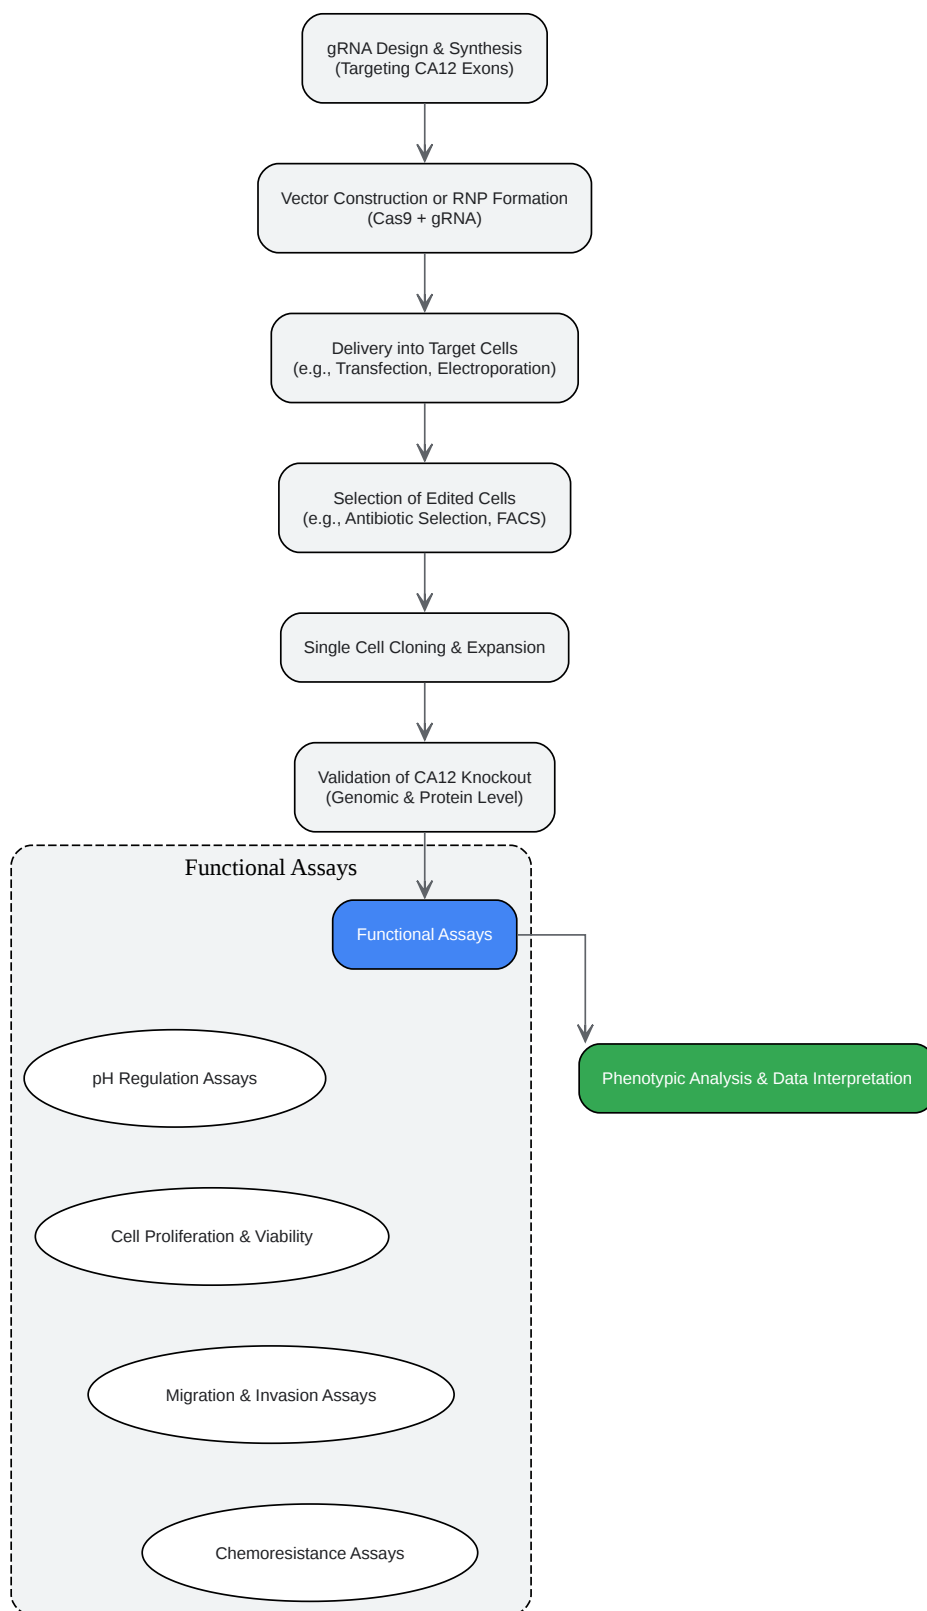 gRNA Design & Synthesis
(Targeting CA12 Exons)
Vector Construction or RNP Formation
(Cas9 + gRNA)
Delivery into Target Cells
(e.g., Transfection, Electroporation)
Selection of Edited Cells
(e.g., Antibiotic Selection, FACS)
Single Cell Cloning & Expansion
Validation of CA12 Knockout
(Genomic & Protein Level)
Functional Assays
Functional Assays
pH Regulation Assays
Phenotypic Analysis & Data Interpretation
Cell Proliferation & Viability
Migration & Invasion Assays
Chemoresistance Assays